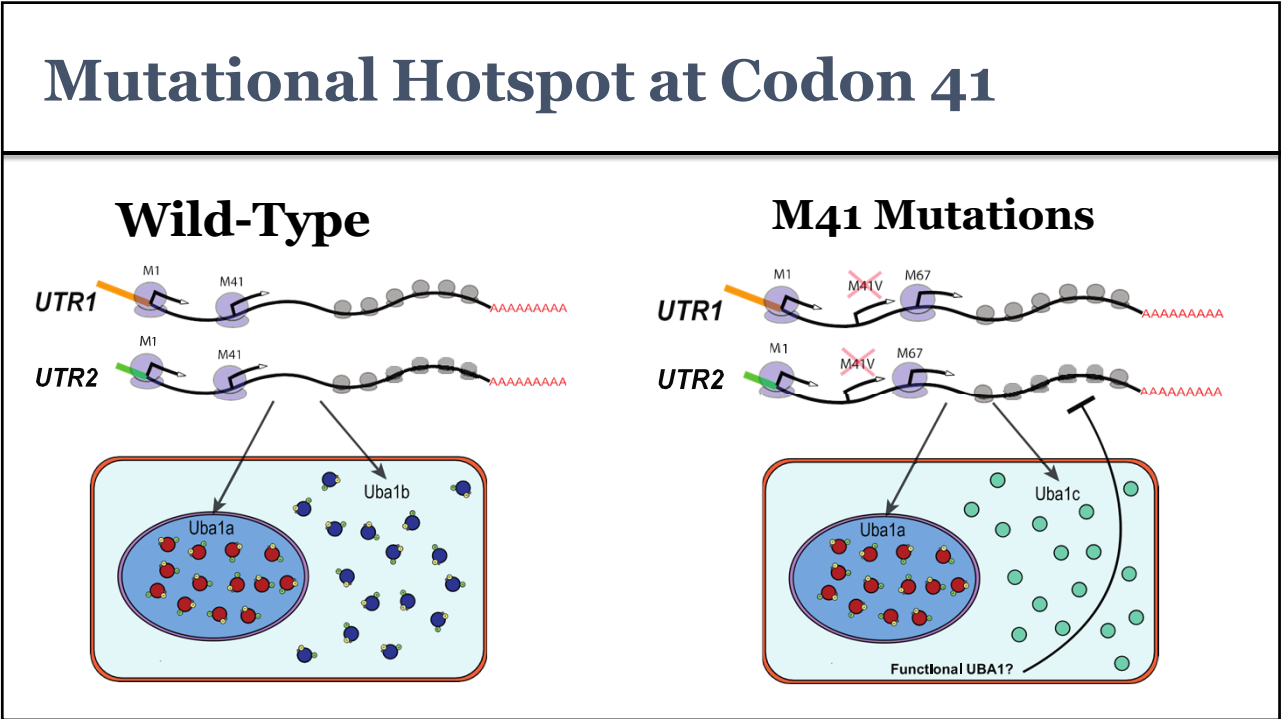 Mutational Hotspot at Codon 41
Wild-Type
M1
M41
UTR1
AAAAAAAAA
M1
M41
UTR2
AAAAAAAAA
Uba1b
Uba1a
M41 Mutations
M1
M41V
M67
UTR1
AAAAAAAAA
M1
M41V
M67
UTR2
AAAAAAAAA
Uba1c
Uba1a
Functional UBA1?